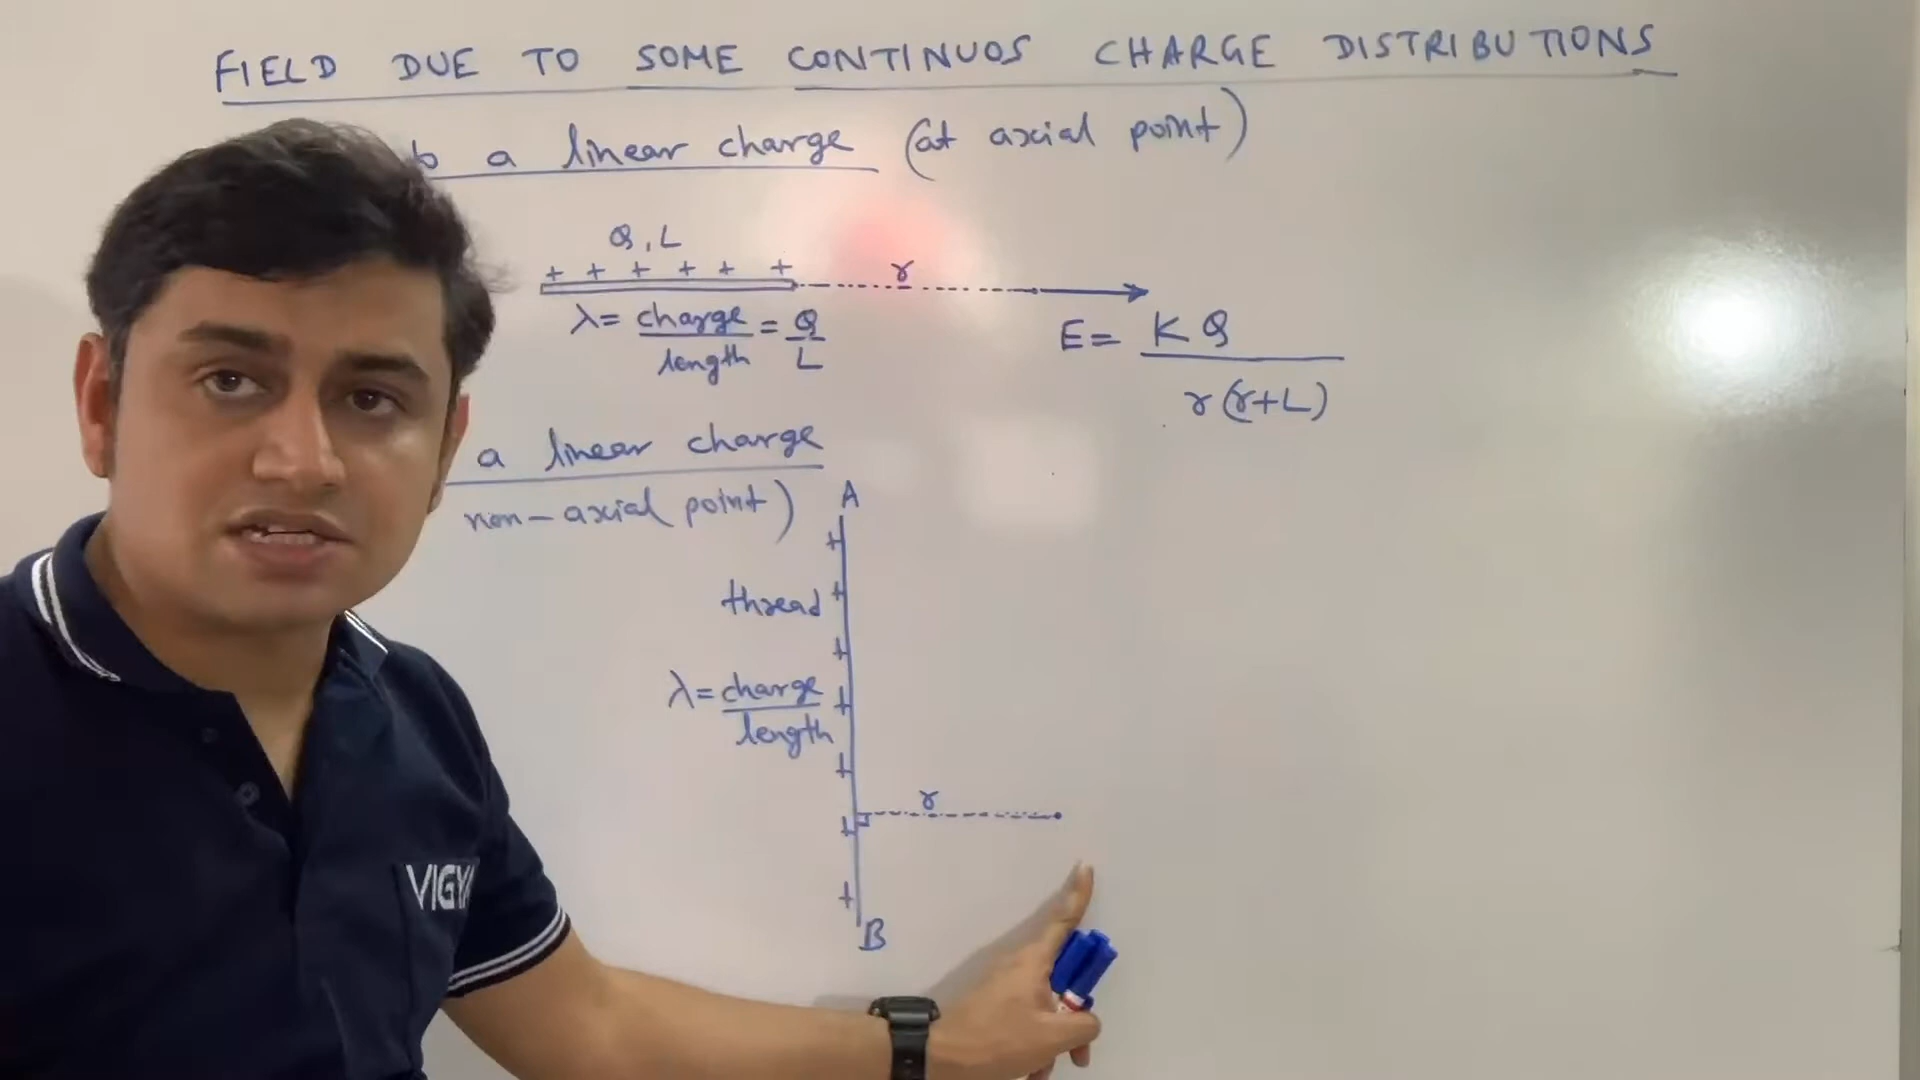 FIELD DUE TO SOME CONTINUOS CHARGE DISTRIBUTIONS
a linear charge (at axial point)
Q, L
+ + + + + +
r
λ = charge/length = Q/L
E = KQ/r(r+L)
a linear charge
non-axial point)
A
+
thread +
+
λ = charge/length +
+
r
+
+
B
VIGYA